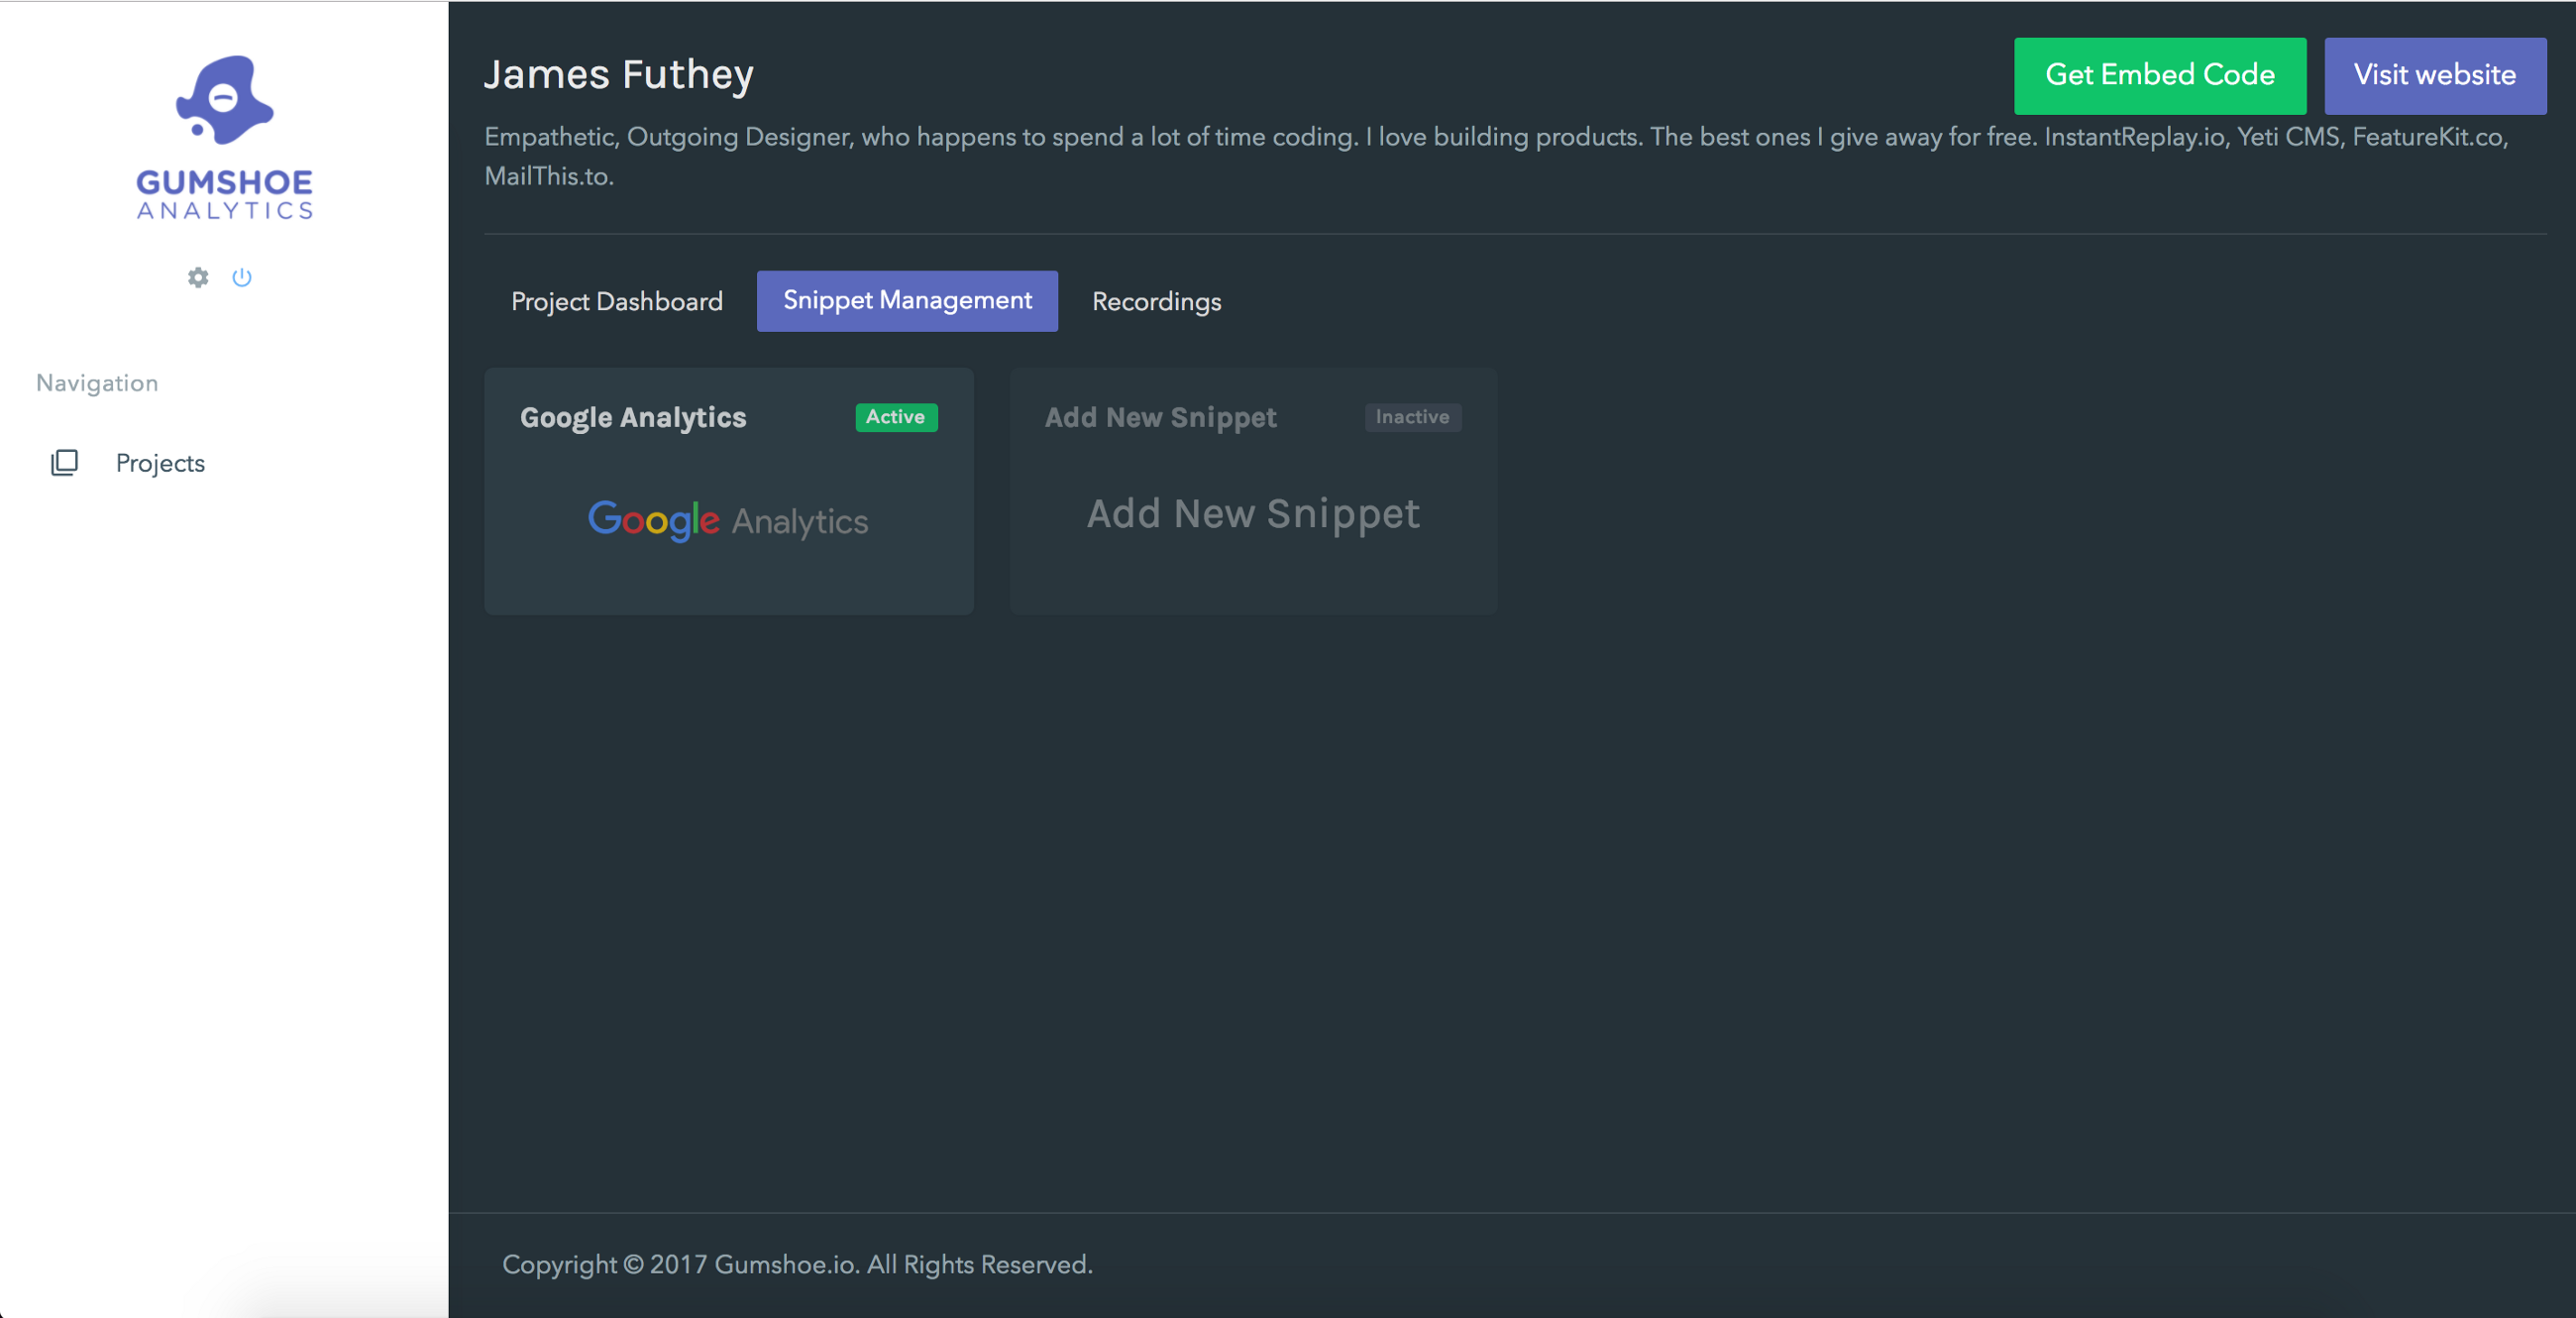 GUMSHOE
ANALYTICS
Navigation
Projects
James Futhey
Get Embed Code
Visit website
Empathetic, Outgoing Designer, who happens to spend a lot of time coding. I love building products. The best ones I give away for free. InstantReplay.io, Yeti CMS, FeatureKit.co,
MailThis.to.
Project Dashboard
Snippet Management
Recordings
Google Analytics
Active
Google Analytics
Add New Snippet
Inactive
Add New Snippet
Copyright © 2017 Gumshoe.io. All Rights Reserved.